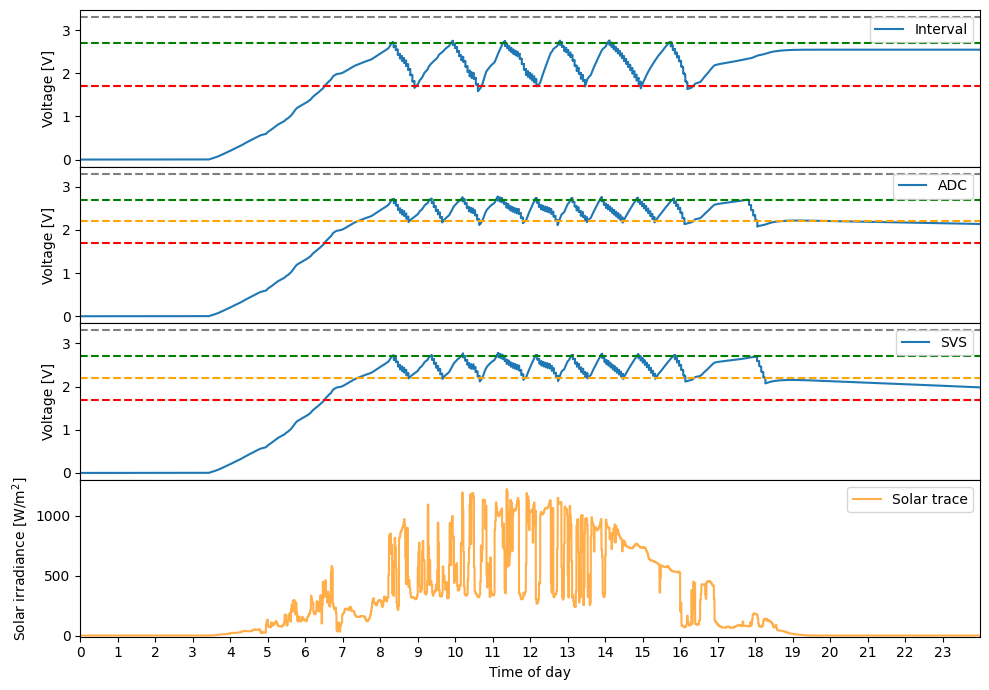 Voltage [V]
3
2
1
0
Interval
Voltage [V]
3
2
1
0
ADC
Voltage [V]
3
2
1
0
SVS
Solar irradiance [W/m²]
1000
500
0
Solar trace
0 1 2 3 4 5 6 7 8 9 10 11 12 13 14 15 16 17 18 19 20 21 22 23
Time of day